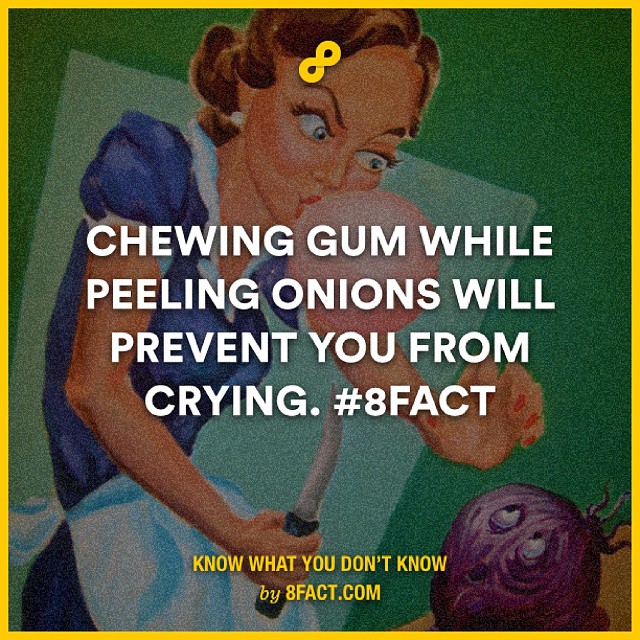 CHEWING GUM WHILE
PEELING ONIONS WILL
PREVENT YOU FROM
CRYING. #8FACT
KNOW WHAT YOU DON'T KNOW
by 8FACT.COM